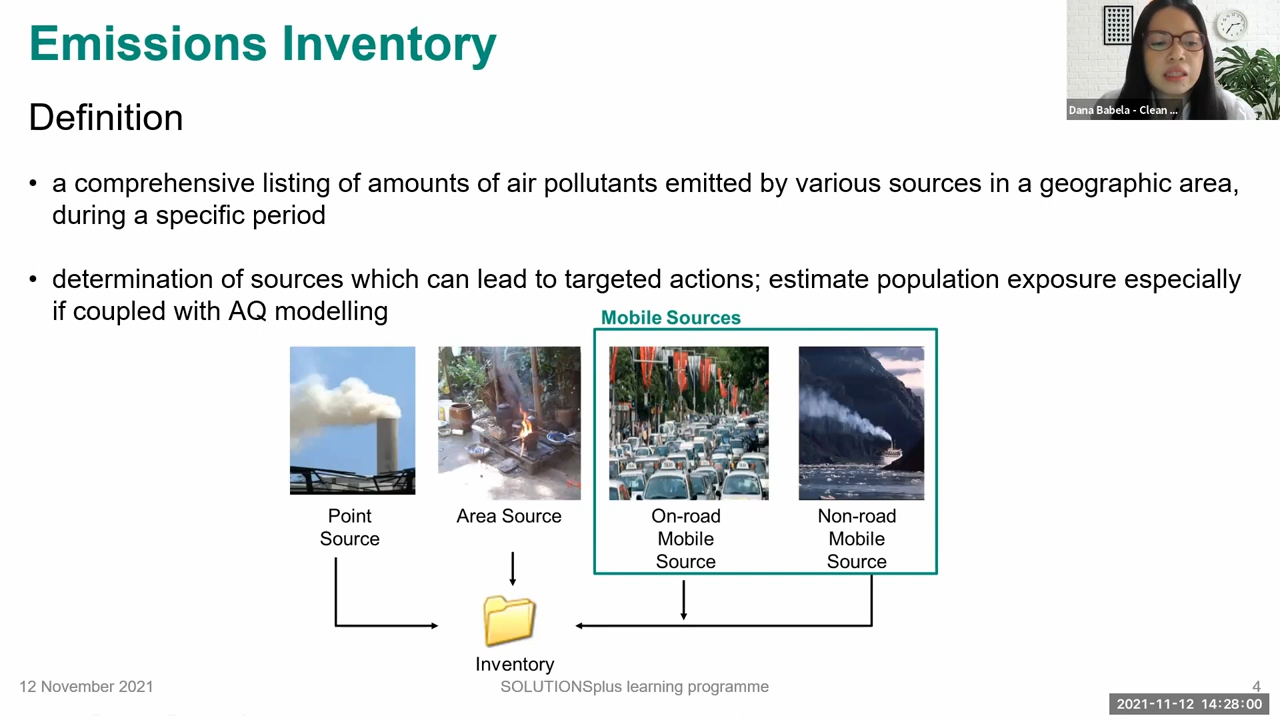 Emissions Inventory
Dana Babela - Clean ...
Definition
• a comprehensive listing of amounts of air pollutants emitted by various sources in a geographic area,
during a specific period
• determination of sources which can lead to targeted actions; estimate population exposure especially
if coupled with AQ modelling
Mobile Sources
Point
Source
Area Source
On-road
Mobile
Source
Non-road
Mobile
Source
Inventory
12 November 2021
SOLUTIONSplus learning programme
4
2021-11-12 14:28:00